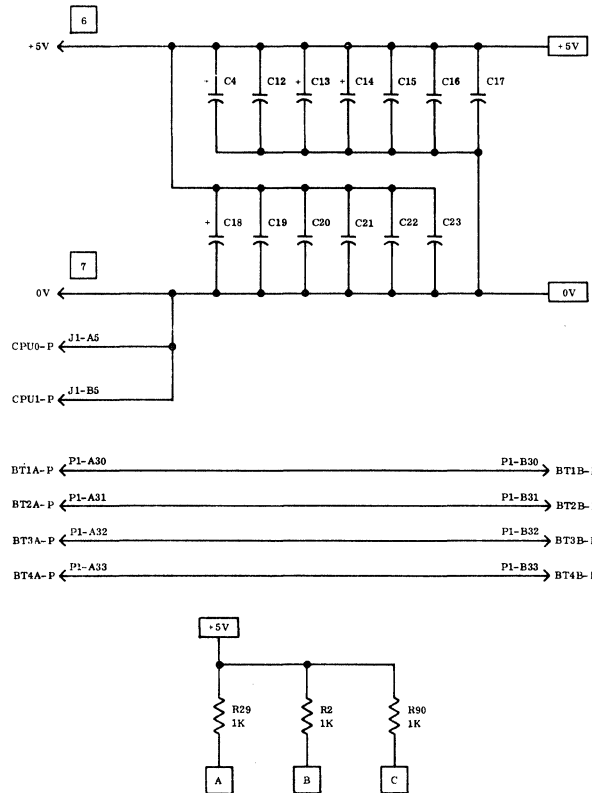 6
+5V
+5V
+ C4 C12 + C13 + C14 C15 C16 C17
+ C18 C19 C20 C21 C22 C23
7
0V
0V
CPU0-P J1-A5
CPU1-P J1-B5
BT1A-P P1-A30 P1-B30 BT1B-
BT2A-P P1-A31 P1-B31 BT2B-
BT3A-P P1-A32 P1-B32 BT3B-
BT4A-P P1-A33 P1-B33 BT4B-
+5V
R29 R2 R90
1K 1K 1K
A B C